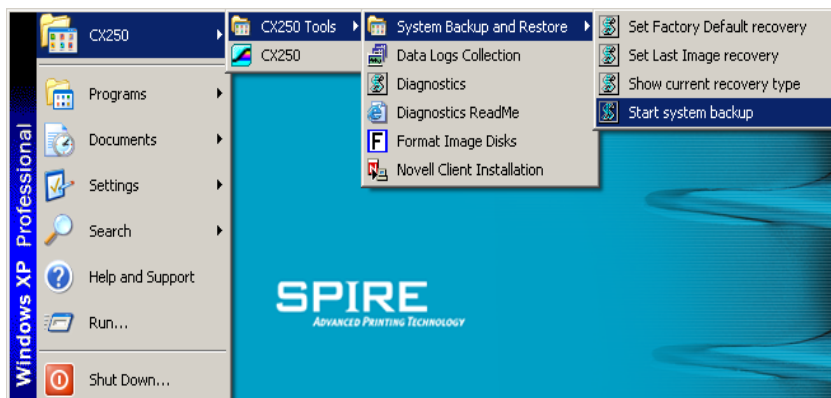 Windows XP Professional
CX250
Programs
Documents
Settings
Search
Help and Support
Run...
Shut Down...
CX250 Tools
CX250
System Backup and Restore
Data Logs Collection
Diagnostics
Diagnostics ReadMe
Format Image Disks
Novell Client Installation
Set Factory Default recovery
Set Last Image recovery
Show current recovery type
Start system backup
SPIRE
ADVANCED PRINTING TECHNOLOGY